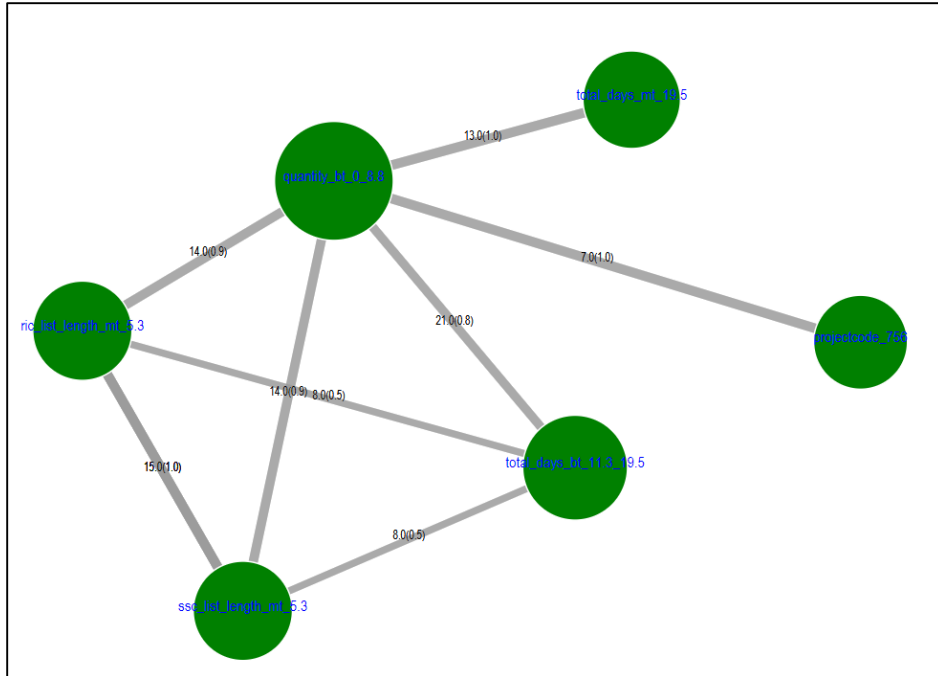 total_days_mt_19.5
13.0(1.0)
quantity_bt_0_8.8
14.0(0.9)
7.0(1.0)
ric_list_length_mt_5.3
21.0(0.8)
projectcode_756
14.0(0.9)
8.0(0.5)
15.0(1.0)
total_days_bt_11.3_19.5
8.0(0.5)
ssc_list_length_mt_5.3